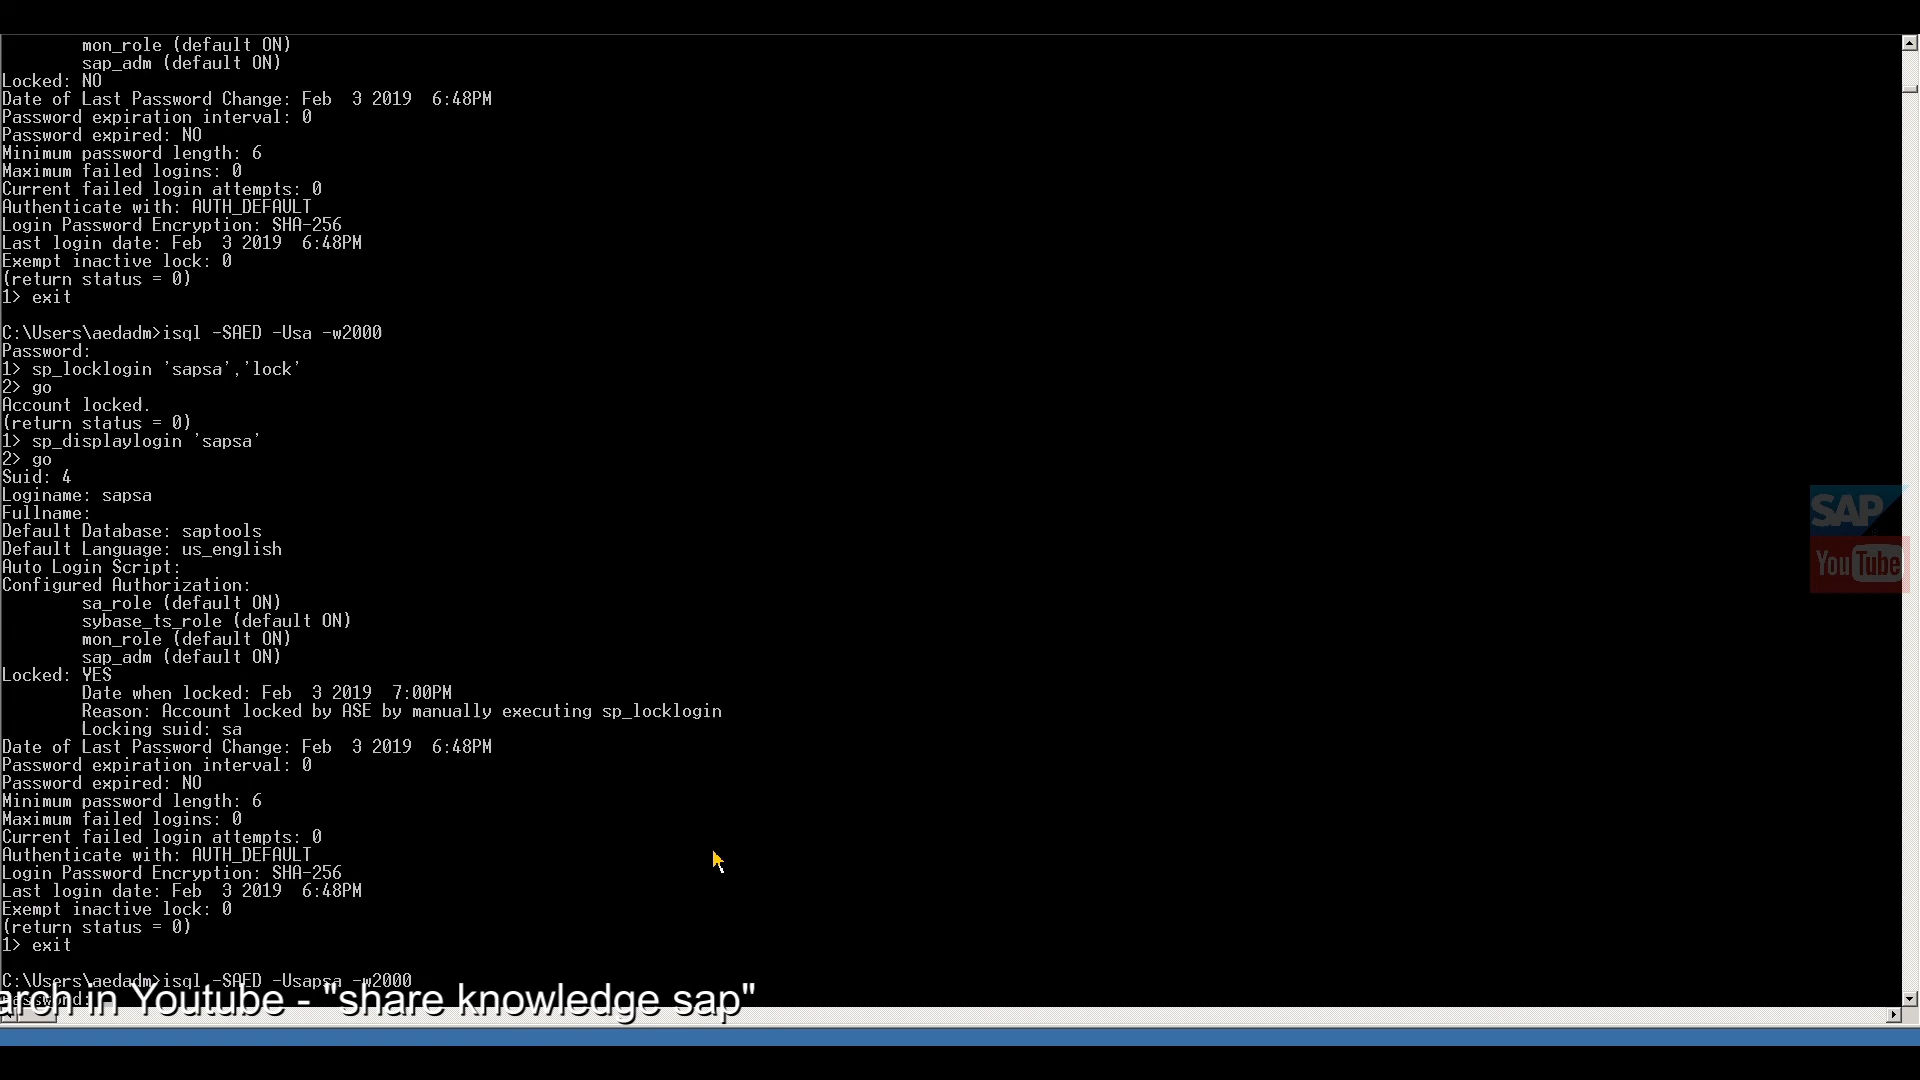 mon_role (default ON)
sap_adm (default ON)
Locked: NO
Date of Last Password Change: Feb  3 2019  6:48PM
Password expiration interval: 0
Password expired: NO
Minimum password length: 6
Maximum failed logins: 0
Current failed login attempts: 0
Authenticate with: AUTH_DEFAULT
Login Password Encryption: SHA-256
Last login date: Feb  3 2019  6:48PM
Exempt inactive lock: 0
(return status = 0)
1> exit
C:\Users\aedadm>isql -SAED -Usa -w2000
Password:
1> sp_locklogin 'sapsa','lock'
2> go
Account locked.
(return status = 0)
1> sp_displaylogin 'sapsa'
2> go
Suid: 4
Loginame: sapsa
Fullname:
Default Database: saptools
Default Language: us_english
Auto Login Script:
Configured Authorization:
sa_role (default ON)
sybase_ts_role (default ON)
mon_role (default ON)
sap_adm (default ON)
Locked: YES
Date when locked: Feb  3 2019  7:00PM
Reason: Account locked by ASE by manually executing sp_locklogin
Locking suid: sa
Date of Last Password Change: Feb  3 2019  6:48PM
Password expiration interval: 0
Password expired: NO
Minimum password length: 6
Maximum failed logins: 0
Current failed login attempts: 0
Authenticate with: AUTH_DEFAULT
Login Password Encryption: SHA-256
Last login date: Feb  3 2019  6:48PM
Exempt inactive lock: 0
(return status = 0)
1> exit
C:\Users\aedadm>isql -SAED -Usapsa -w2000
Password:
arch in Youtube - "share knowledge sap"
SAP
YouTube